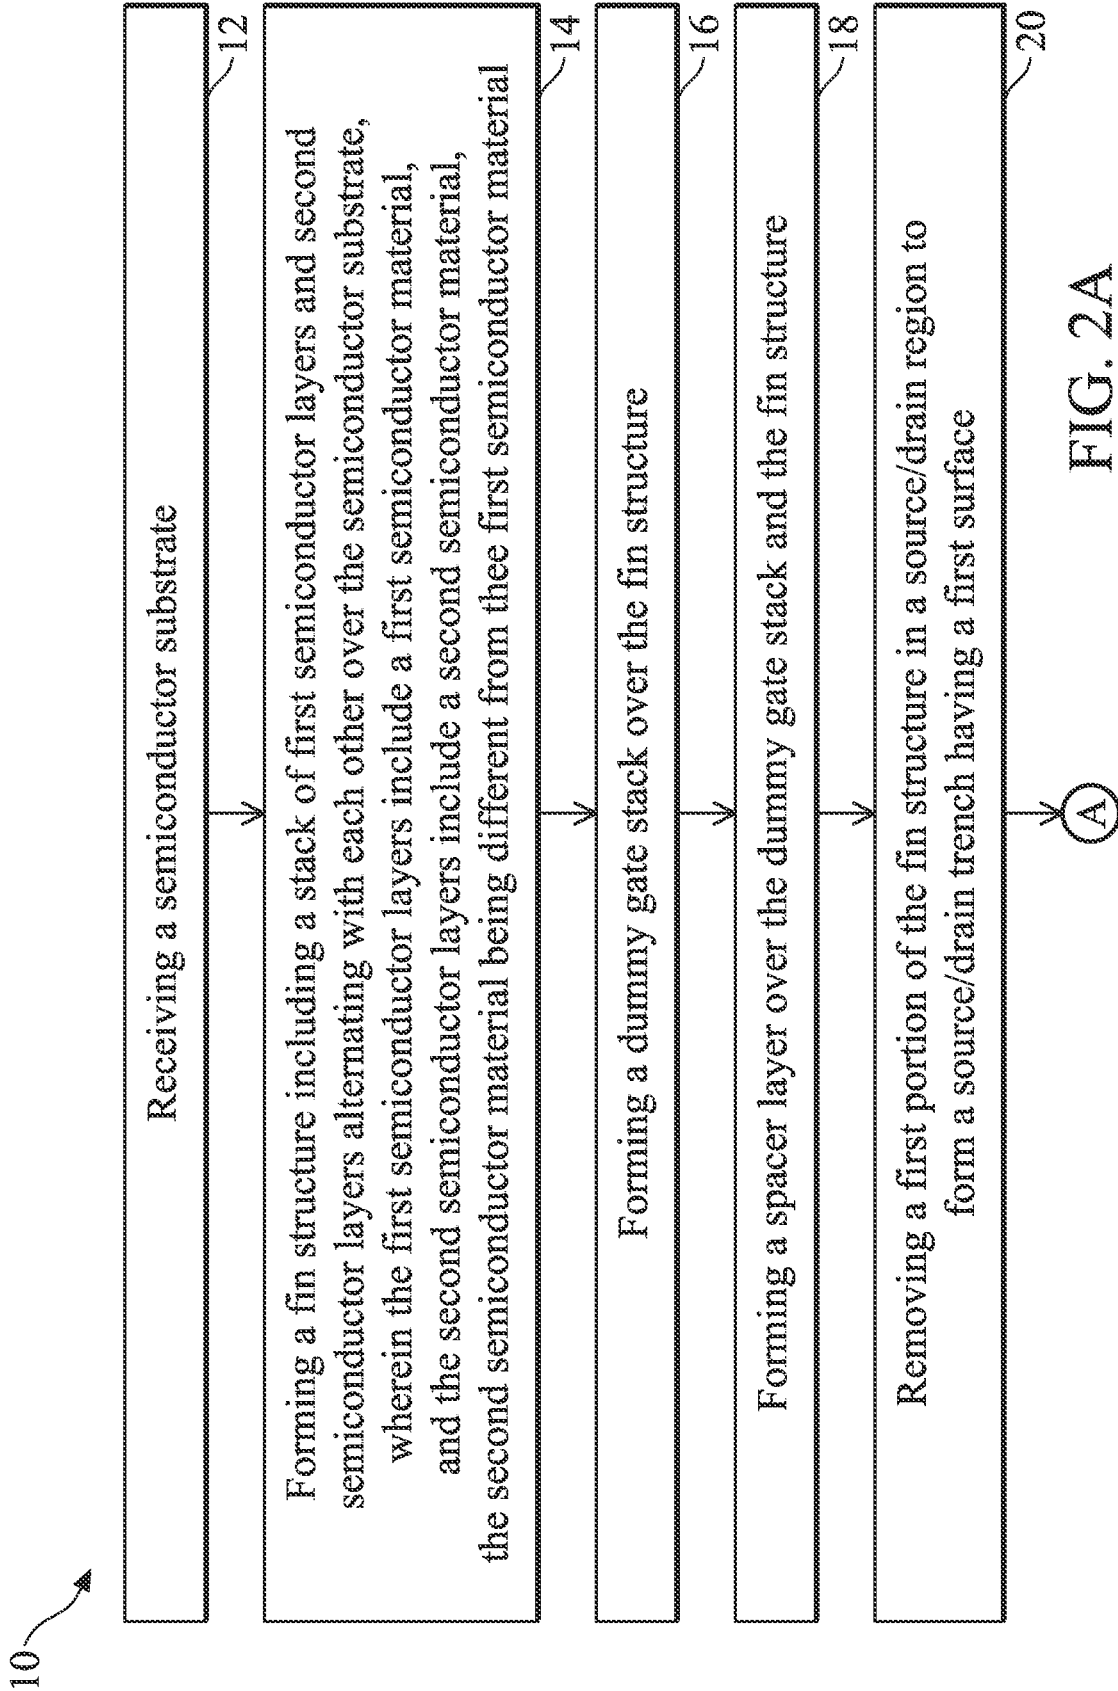 10
Receiving a semiconductor substrate
12
Forming a fin structure including a stack of first semiconductor layers and second
semiconductor layers alternating with each other over the semiconductor substrate,
wherein the first semiconductor layers include a first semiconductor material,
and the second semiconductor layers include a second semiconductor material,
the second semiconductor material being different from thee first semiconductor material
14
Forming a dummy gate stack over the fin structure
16
Forming a spacer layer over the dummy gate stack and the fin structure
18
Removing a first portion of the fin structure in a source/drain region to
form a source/drain trench having a first surface
20
A
FIG. 2A